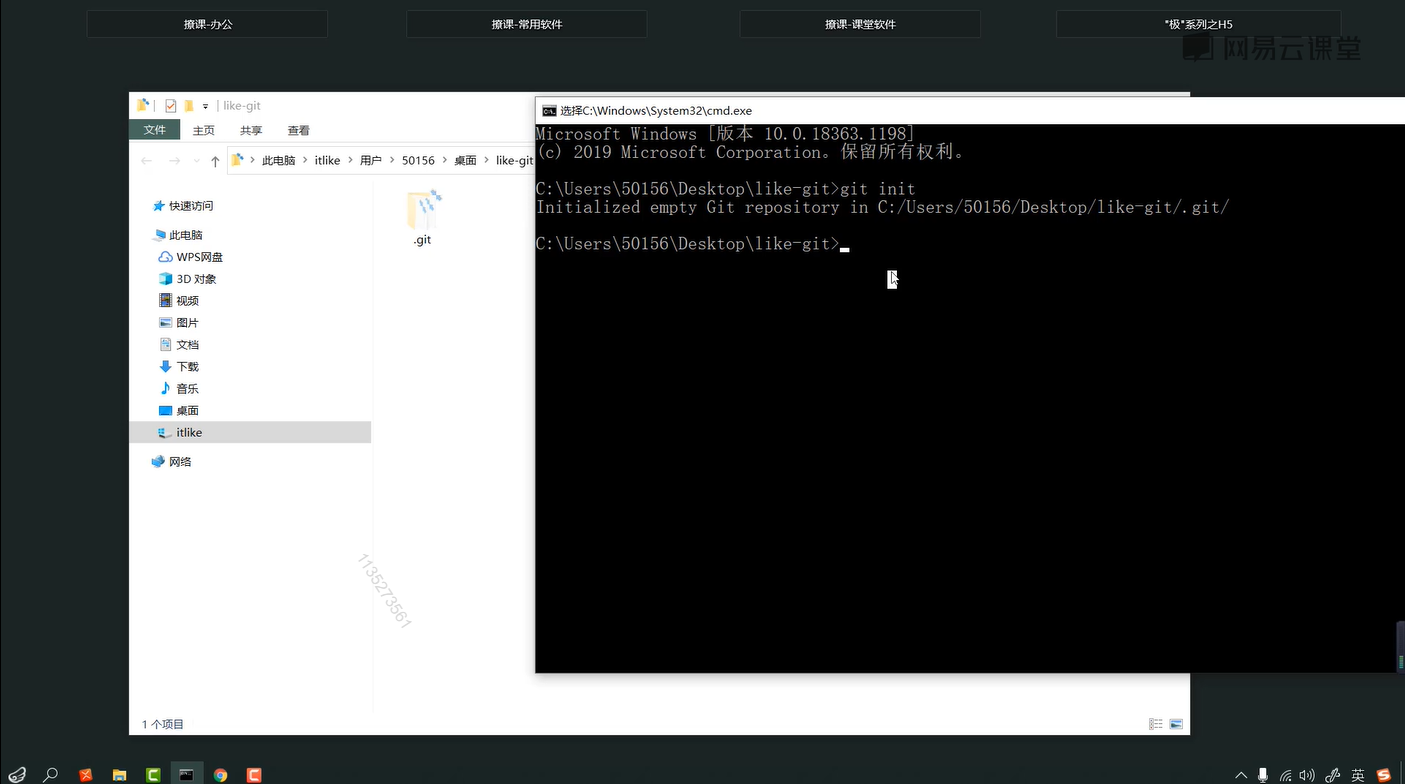 撩课-办公
撩课-常用软件
撩课-课堂软件
"极"系列之H5
网易云课堂
like-git
文件 主页 共享 查看
此电脑 itlike 用户 50156 桌面 like-git
快速访问
此电脑
WPS网盘
3D 对象
视频
图片
文档
下载
音乐
桌面
itlike
网络
.git
1135273561
1 个项目
选择C:\Windows\System32\cmd.exe
Microsoft Windows [版本 10.0.18363.1198]
(c) 2019 Microsoft Corporation。保留所有权利。
C:\Users\50156\Desktop\like-git>git init
Initialized empty Git repository in C:/Users/50156/Desktop/like-git/.git/
C:\Users\50156\Desktop\like-git>
英